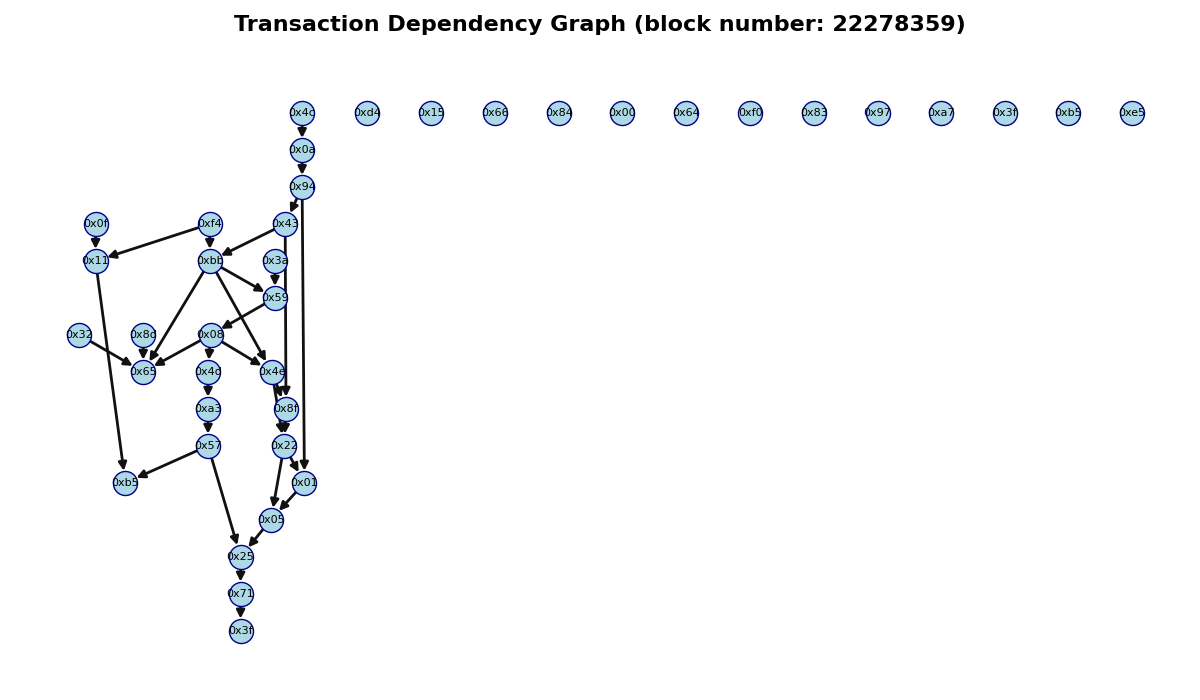 Transaction Dependency Graph (block number: 22278359)
0x4c 0xd4 0x15 0x66 0x84 0x00 0x64 0xf0 0x83 0x97 0xa7 0x3f 0xb5 0xe5
0x0a
0x94
0x0f 0xf4 0x43
0x11 0xbb 0x3a
0x59
0x32 0x8d 0x08
0x65 0x4d 0x4e
0xa3 0x8f
0x57 0x22
0xb5 0x01
0x05
0x25
0x71
0x3f